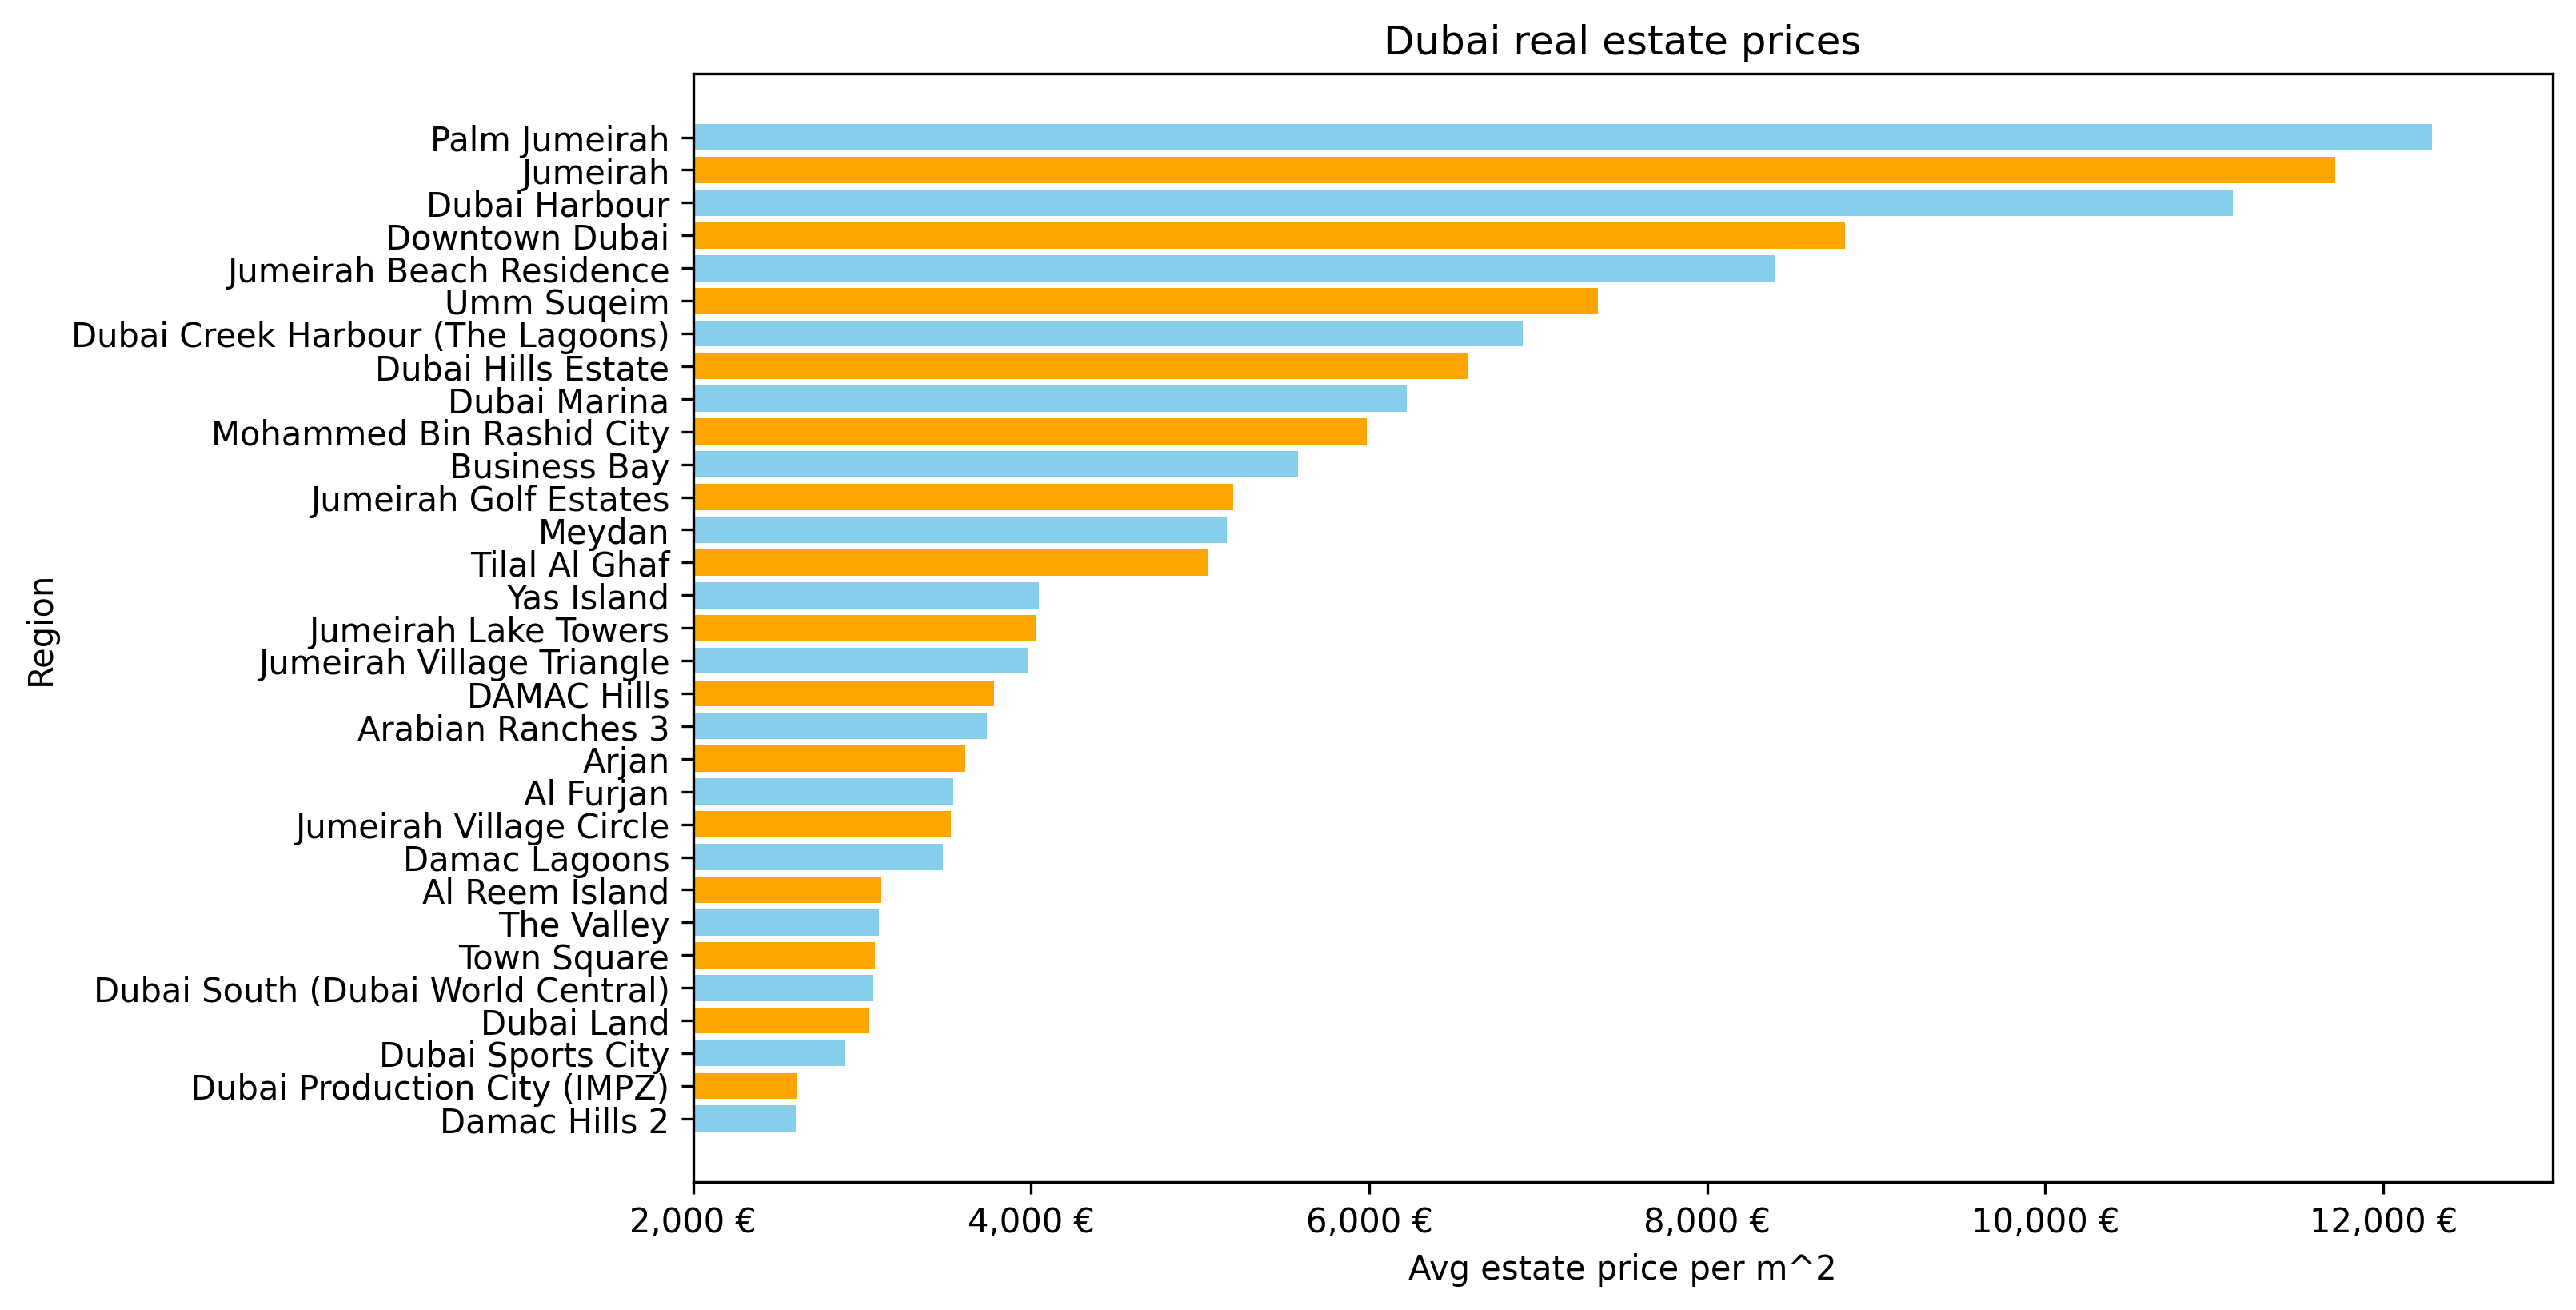 Dubai real estate prices
Palm Jumeirah
Jumeirah
Dubai Harbour
Downtown Dubai
Jumeirah Beach Residence
Umm Suqeim
Dubai Creek Harbour (The Lagoons)
Dubai Hills Estate
Dubai Marina
Mohammed Bin Rashid City
Business Bay
Jumeirah Golf Estates
Meydan
Tilal Al Ghaf
Yas Island
Jumeirah Lake Towers
Jumeirah Village Triangle
DAMAC Hills
Arabian Ranches 3
Arjan
Al Furjan
Jumeirah Village Circle
Damac Lagoons
Al Reem Island
The Valley
Town Square
Dubai South (Dubai World Central)
Dubai Land
Dubai Sports City
Dubai Production City (IMPZ)
Damac Hills 2
Region
2,000 € 4,000 € 6,000 € 8,000 € 10,000 € 12,000 €
Avg estate price per m^2